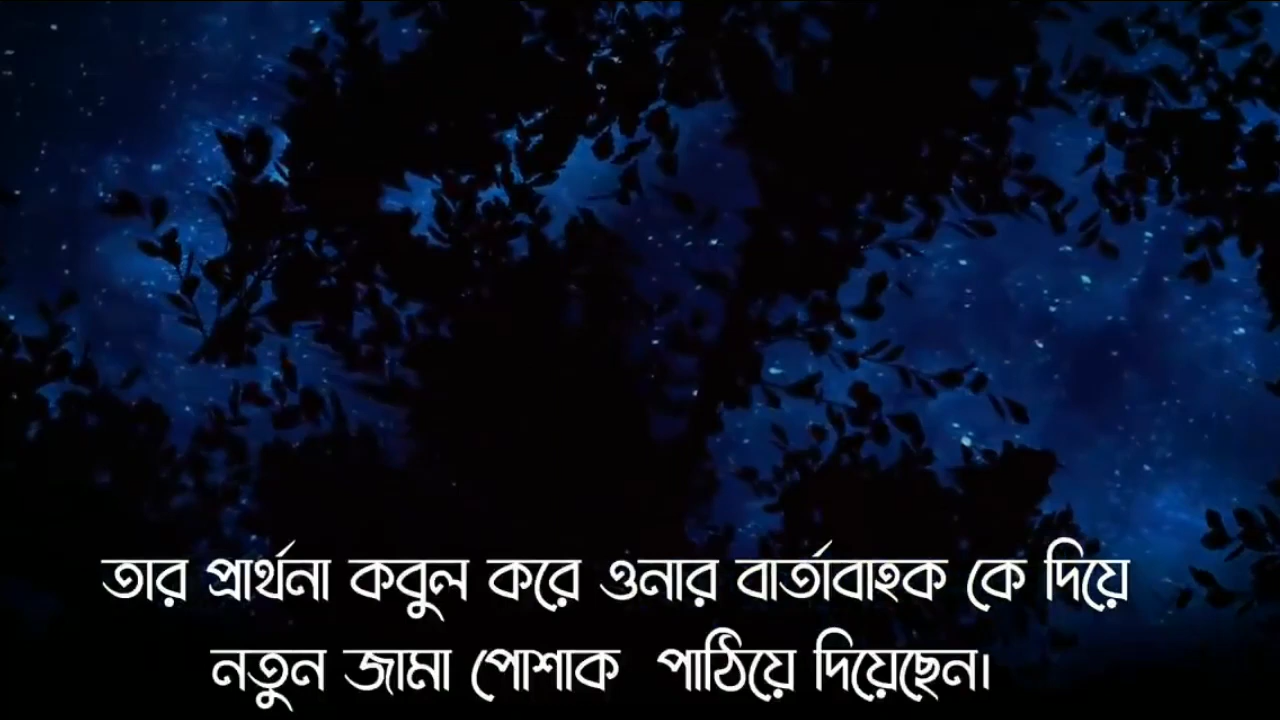 তার প্রার্থনা কবুল করে ওনার বার্তাবাহক কে দিয়ে
নতুন জামা পোশাক পাঠিয়ে দিয়েছেন।